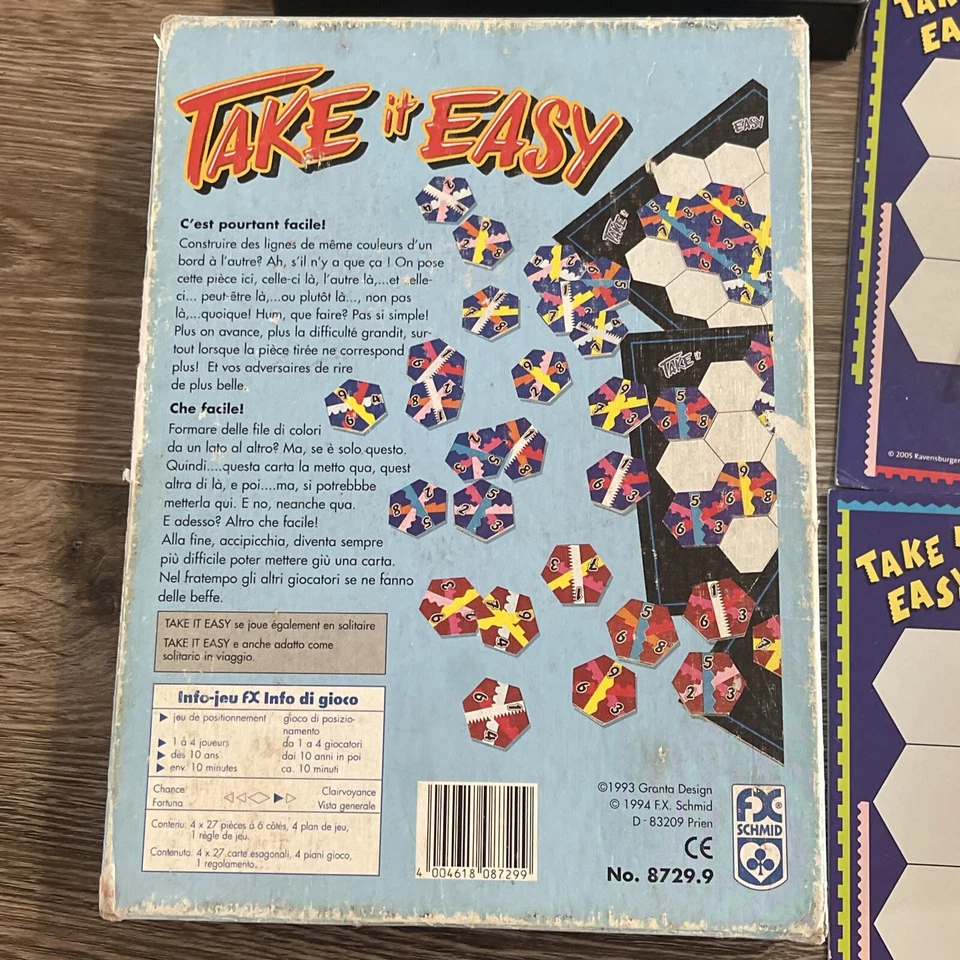 TAKE it EASY
C'est pourtant facile!
Construire des lignes de même couleurs d'un
bord à l'autre? Ah, s'il n'y a que ça ! On pose
cette pièce ici, celle-ci là, l'autre là,...et celle-
ci... peut-être là,...ou plutôt là..., non pas
là,...quoique! Hum, que faire? Pas si simple!
Plus on avance, plus la difficulté grandit, sur-
tout lorsque la pièce tirée ne correspond
plus! Et vos adversaires de rire
de plus belle.
Che facile!
Formare delle file di colori
da un lato al altro? Ma, se è solo questo.
Quindi....questa carta la metto qua, quest
altra di là, e poi....ma, si potrebbbe
metterla qui. E no, neanche qua.
E adesso? Altro che facile!
Alla fine, accipicchia, diventa sempre
più difficile poter mettere giù una carta.
Nel fratempo gli altri giocatori se ne fanno
delle beffe.
TAKE IT EASY se joue également en solitaire
TAKE IT EASY e anche adatto come
solitario in viaggio.
Info-jeu FX Info di gioco
jeu de positionnement gioco di posizio-
namento
1 à 4 joueurs da 1 a 4 giocatori
dès 10 ans dai 10 anni in poi
env. 10 minutes ca. 10 minuti
Chance Clairvoyance
Fortuna Vista generale
Contenu: 4 x 27 pièces à 6 côtés, 4 plan de jeu,
1 règle de jeu.
Contenuto: 4 x 27 carte esagonali, 4 piani gioco,
1 regolamento.
4 004618 087299
©1993 Granta Design
© 1994 F.X. Schmid
D - 83209 Prien
CE
No. 8729.9
FX
SCHMID
EASY
TAKE it
TAKE it
TAKE
EA
© 2005 Ravensburger
TAKE
EASY